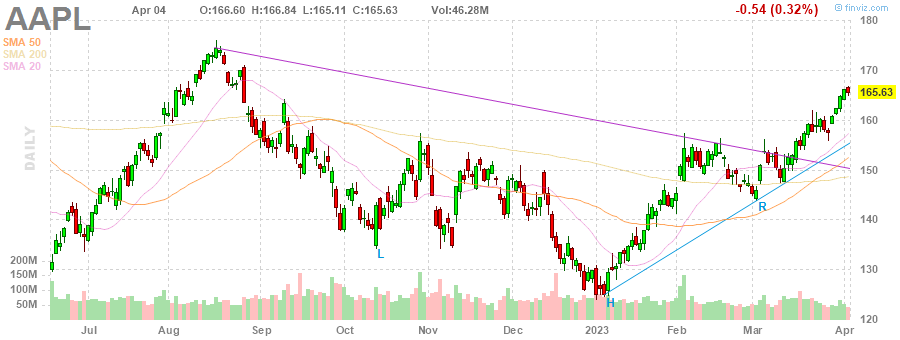 AAPL Apr 04 O:166.60 H:166.84 L:165.11 C:165.63 Vol:46.28M -0.54 (0.32%) © finviz.com
SMA 50
SMA 200
SMA 20
DAILY
180
170
165.63
160
150
140
130
120
200M
150M
100M
50M
L
H
R
Jul Aug Sep Oct Nov Dec 2023 Feb Mar Apr